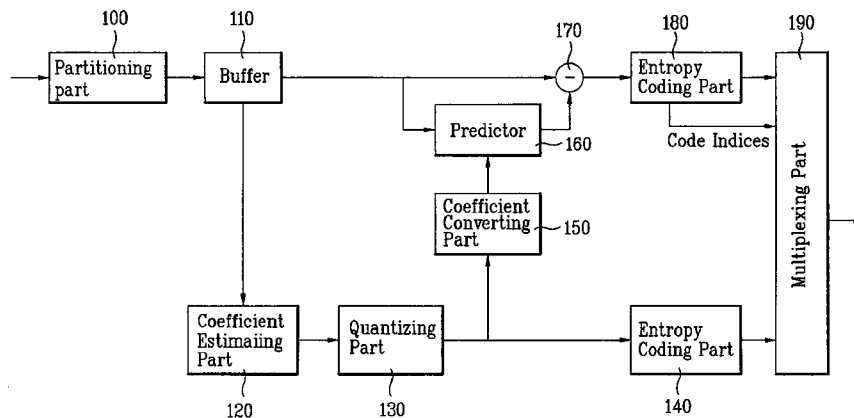 100
110
170
180
190
Partitioning
part
Buffer
−
Entropy
Coding Part
Predictor
160
Code Indices
Coefficient
Converting
Part
150
Multiplexing Part
Coefficient
Estimaiing
Part
Quantizing
Part
Entropy
Coding Part
120
130
140